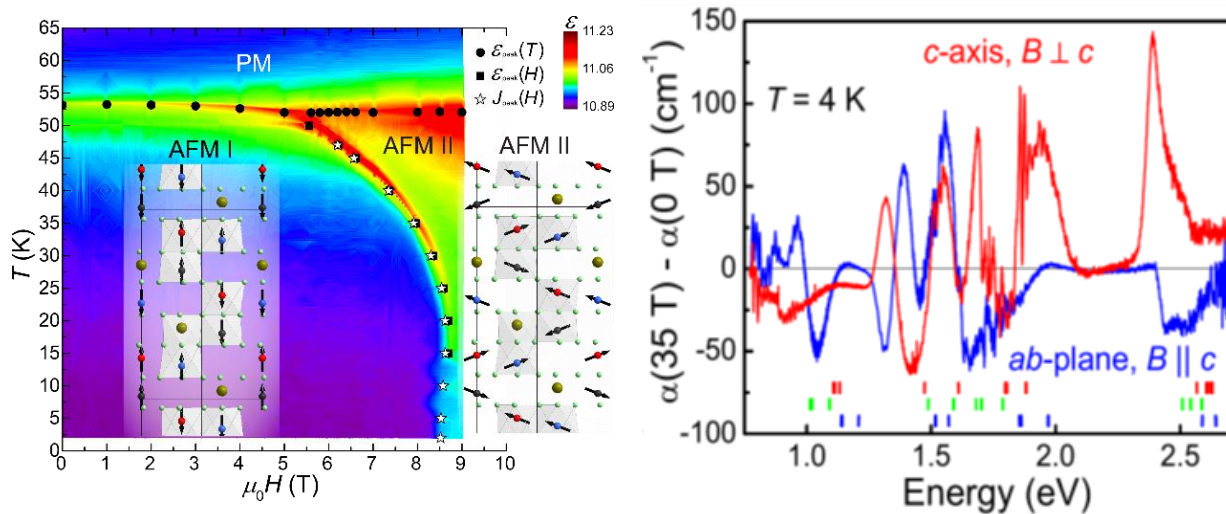 65
60
55
50
45
40
35
30
25
20
15
10
5
0
T (K)
PM
ε_peak(T)
ε_peak(H)
J_peak(H)
ε
11.23
11.06
10.89
AFM I
AFM II
AFM II
0 1 2 3 4 5 6 7 8 9 10
μ₀H (T)
α(35 T) - α(0 T) (cm⁻¹)
150
100
50
0
-50
-100
c-axis, B ⊥ c
T = 4 K
ab-plane, B || c
1.0 1.5 2.0 2.5
Energy (eV)